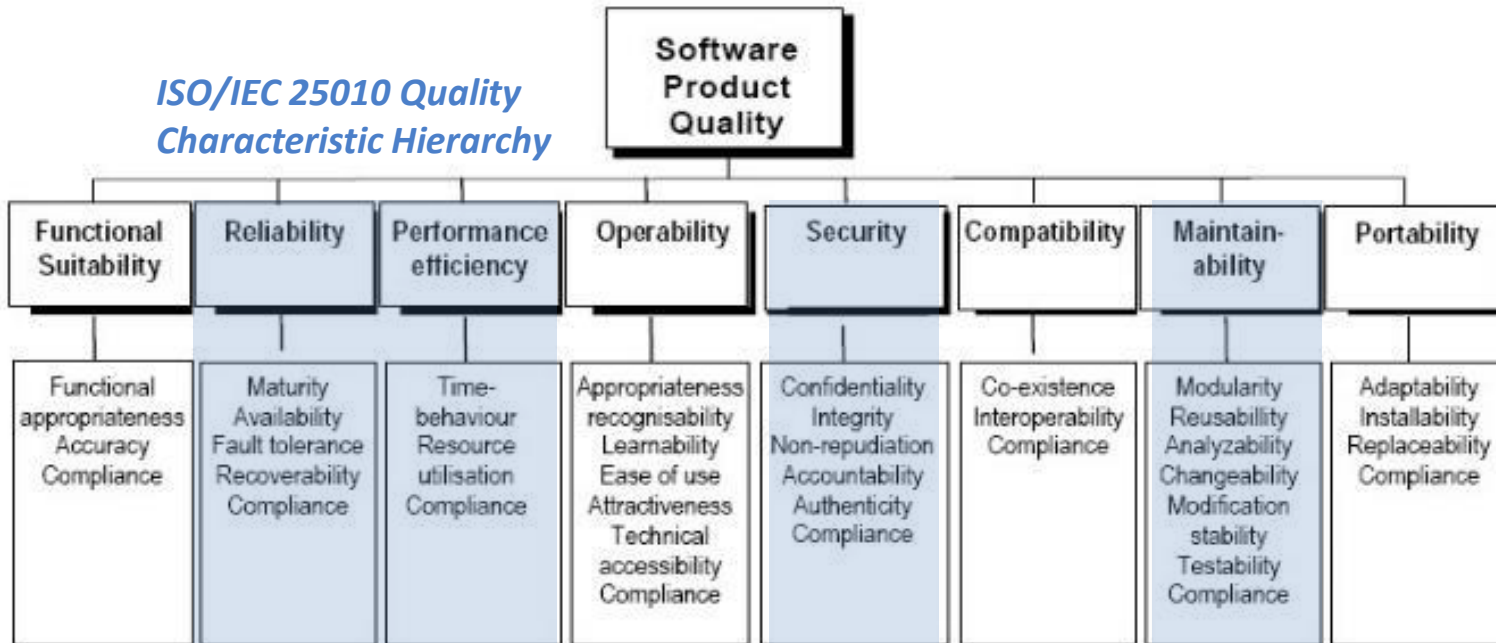 ISO/IEC 25010 Quality
Characteristic Hierarchy
Software
Product
Quality
Functional
Suitability
Reliability
Performance
efficiency
Operability
Security
Compatibility
Maintain-
ability
Portability
Functional
appropriateness
Accuracy
Compliance
Maturity
Availability
Fault tolerance
Recoverability
Compliance
Time-
behaviour
Resource
utilisation
Compliance
Appropriateness
recognisability
Learnability
Ease of use
Attractiveness
Technical
accessibility
Compliance
Confidentiality
Integrity
Non-repudiation
Accountability
Authenticity
Compliance
Co-existence
Interoperability
Compliance
Modularity
Reusabillity
Analyzability
Changeability
Modification
stability
Testability
Compliance
Adaptability
Installability
Replaceability
Compliance